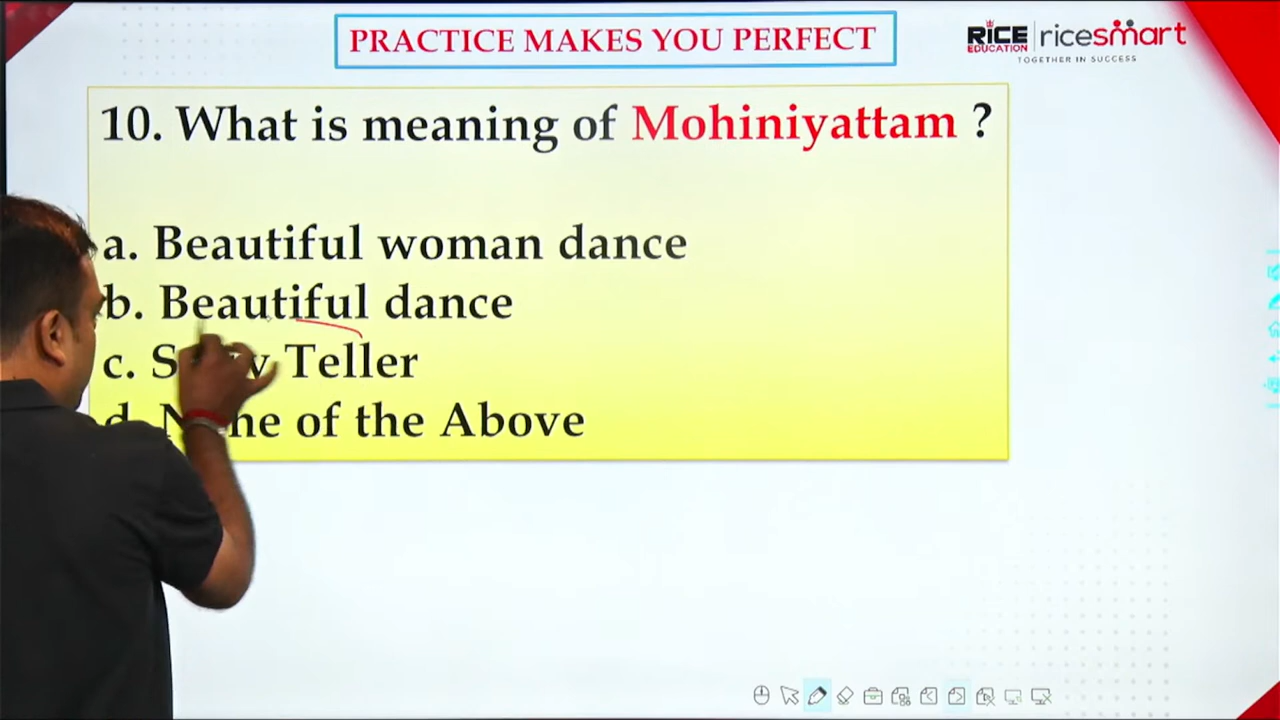 PRACTICE MAKES YOU PERFECT
RICE EDUCATION | ricesmart
TOGETHER IN SUCCESS
10. What is meaning of Mohiniyattam ?
a. Beautiful woman dance
b. Beautiful dance
c. Teller
d. of the Above